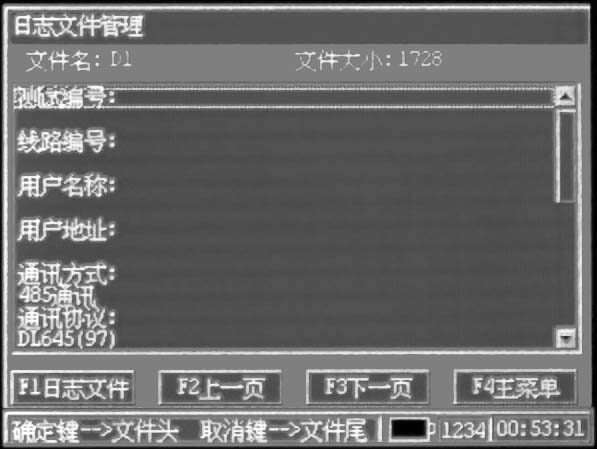 日志文件管理
文件名: D1 文件大小:1728
测试编号:
线路编号:
用户名称:
用户地址:
通讯方式:
485通讯
通讯协议:
DL645(97)
F1日志文件 F2上一页 F3下一页 F4主菜单
确定键-->文件头 取消键-->文件尾 1234 00:53:31